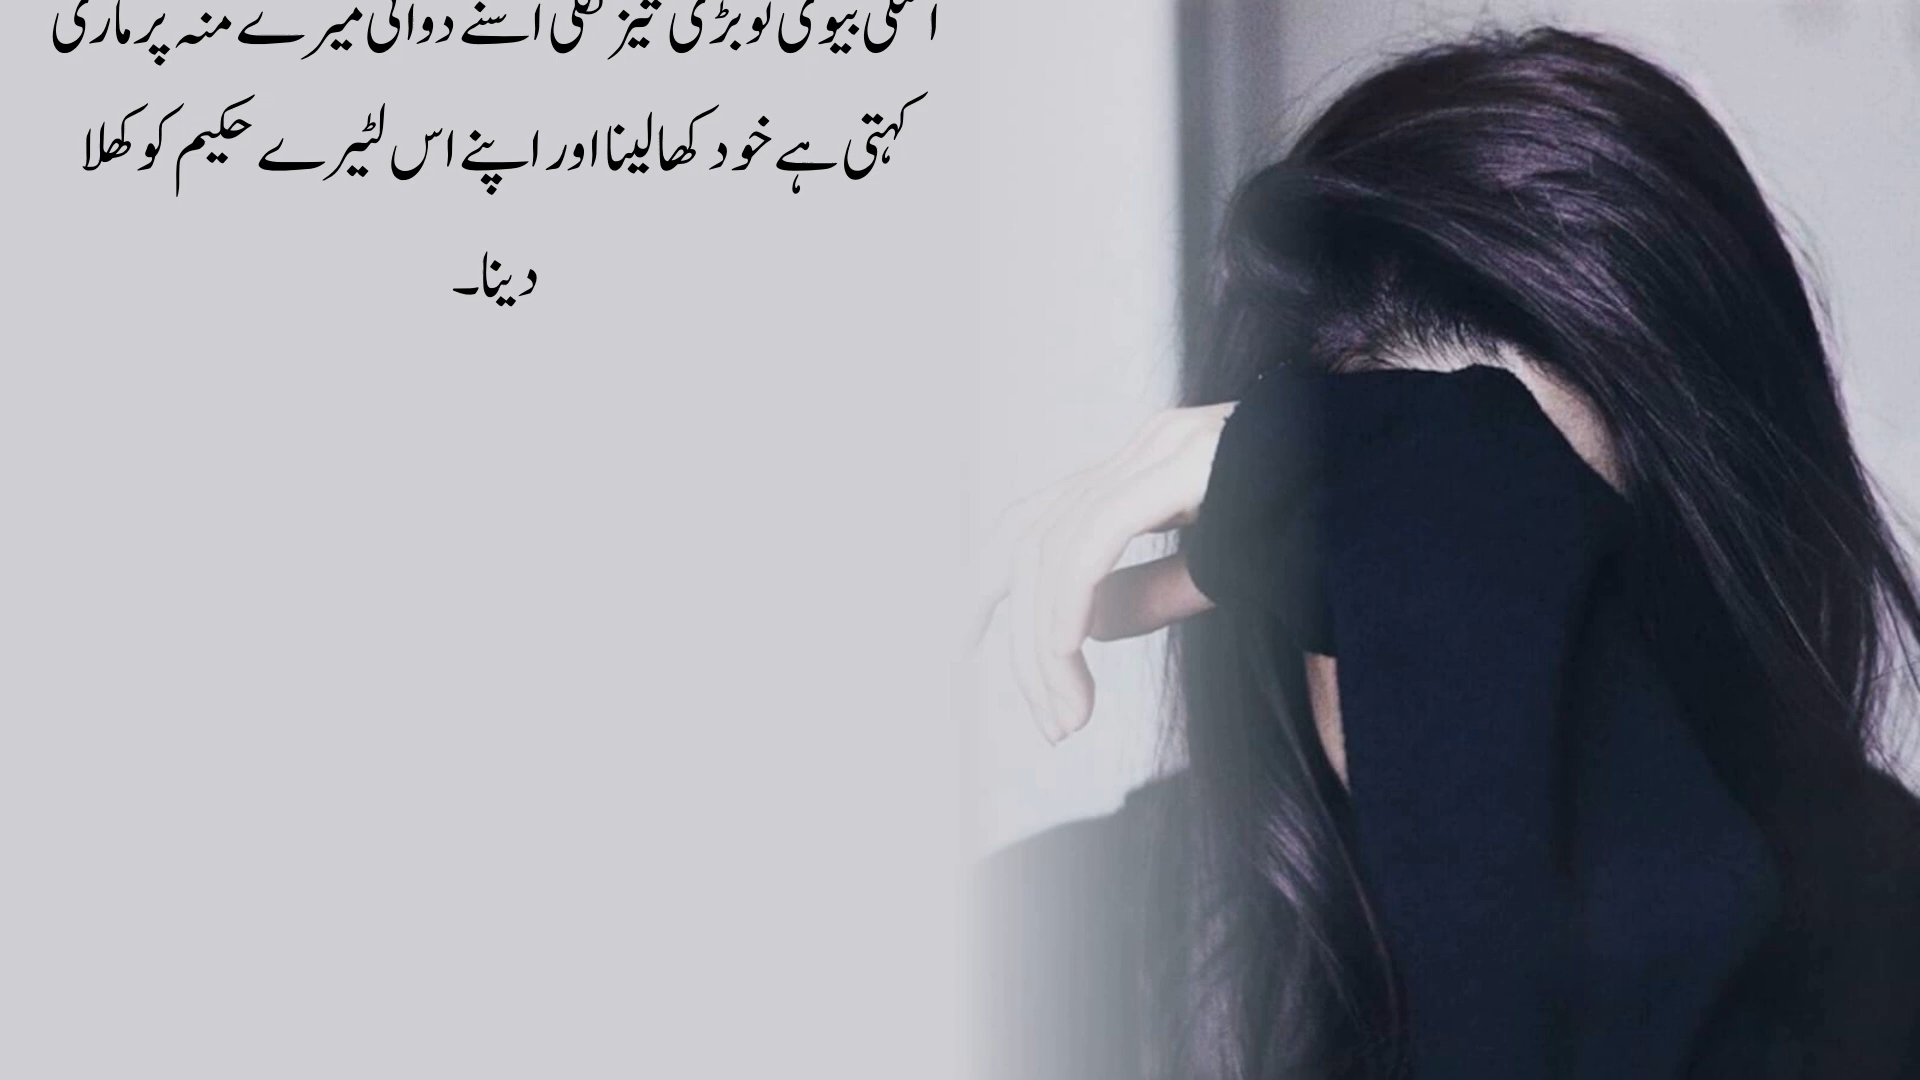 اسکی بیوی تو بڑی تیز نکلی اسنے دوائی میرے منہ پر ماری
کہتی ہے خود کھا لینا اور اپنے اس لٹیرے حکیم کو کھلا
دینا۔